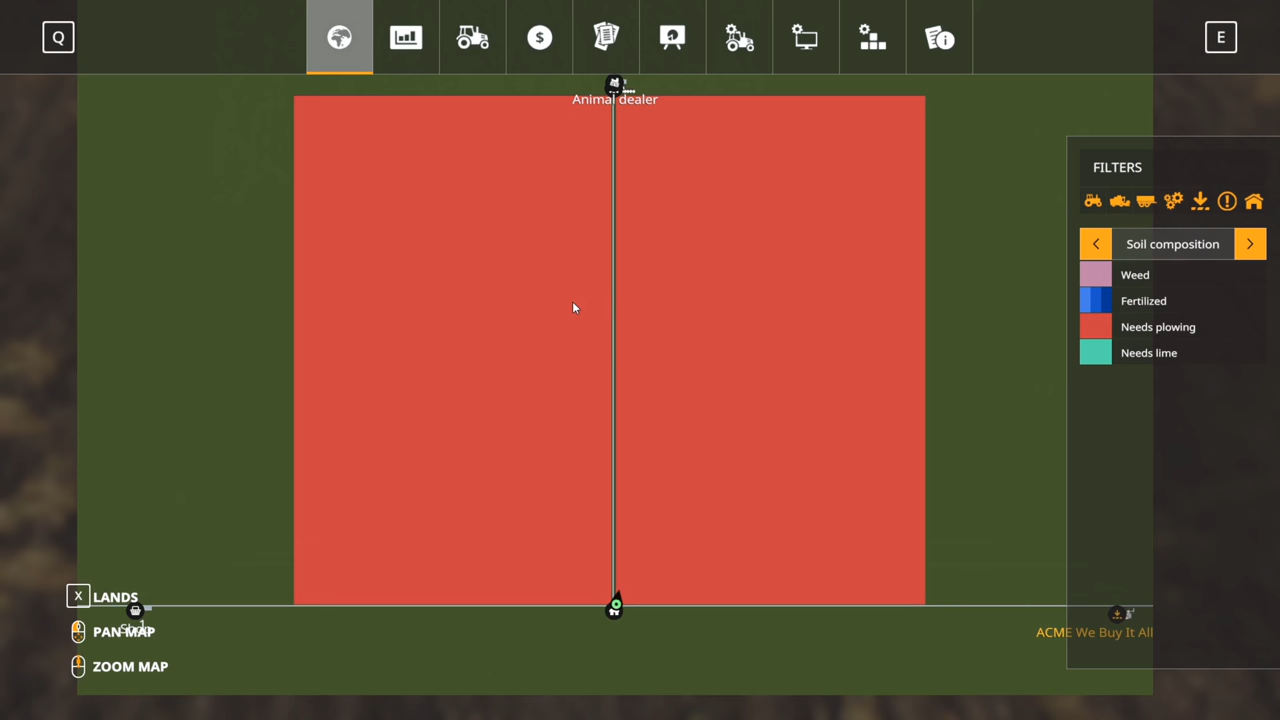 Q
E
Animal dealer
FILTERS
Soil composition
Weed
Fertilized
Needs plowing
Needs lime
X LANDS
Shop
PAN MAP
ACME We Buy It All
ZOOM MAP